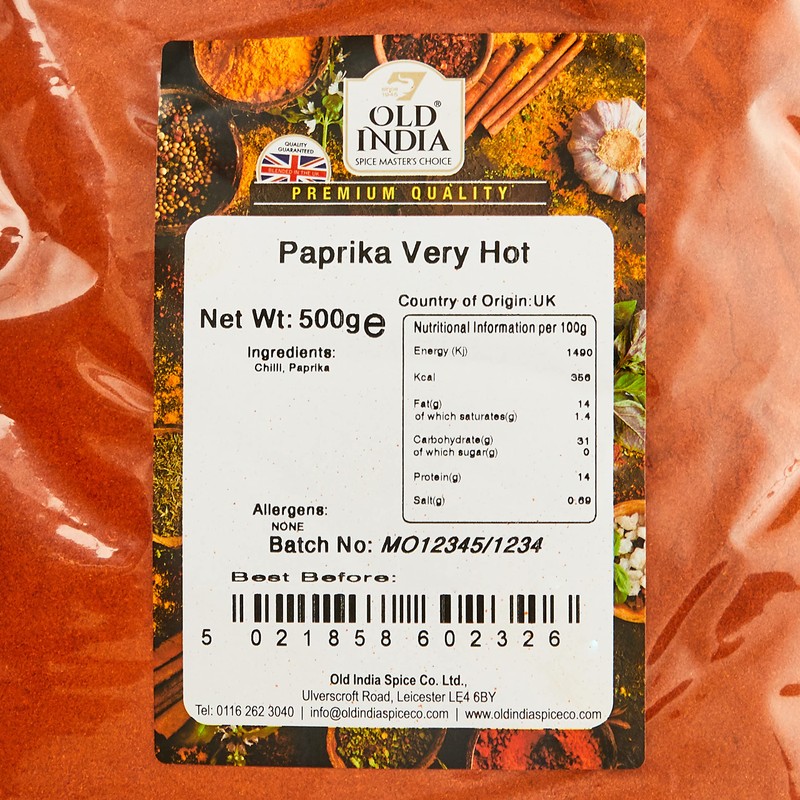 OLD®
INDIA
SPICE MASTER'S CHOICE
QUALITY
GUARANTEED
BLENDED IN THE UK
PREMIUM QUALITY
Paprika Very Hot
Country of Origin:UK
Net Wt: 500g e
Ingredients:
Chilli, Paprika
Nutritional Information per 100g
Energy (Kj) 1490
Kcal 356
Fat(g) 14
of which saturates(g) 1.4
Carbohydrate(g) 31
of which sugar(g) 0
Protein(g) 14
Salt(g) 0.69
Allergens:
NONE
Batch No: MO12345/1234
Best Before:
5 021858 602326
Old India Spice Co. Ltd.,
Ulverscroft Road, Leicester LE4 6BY
Tel: 0116 262 3040 | info@oldindiaspiceco.com | www.oldindiaspiceco.com